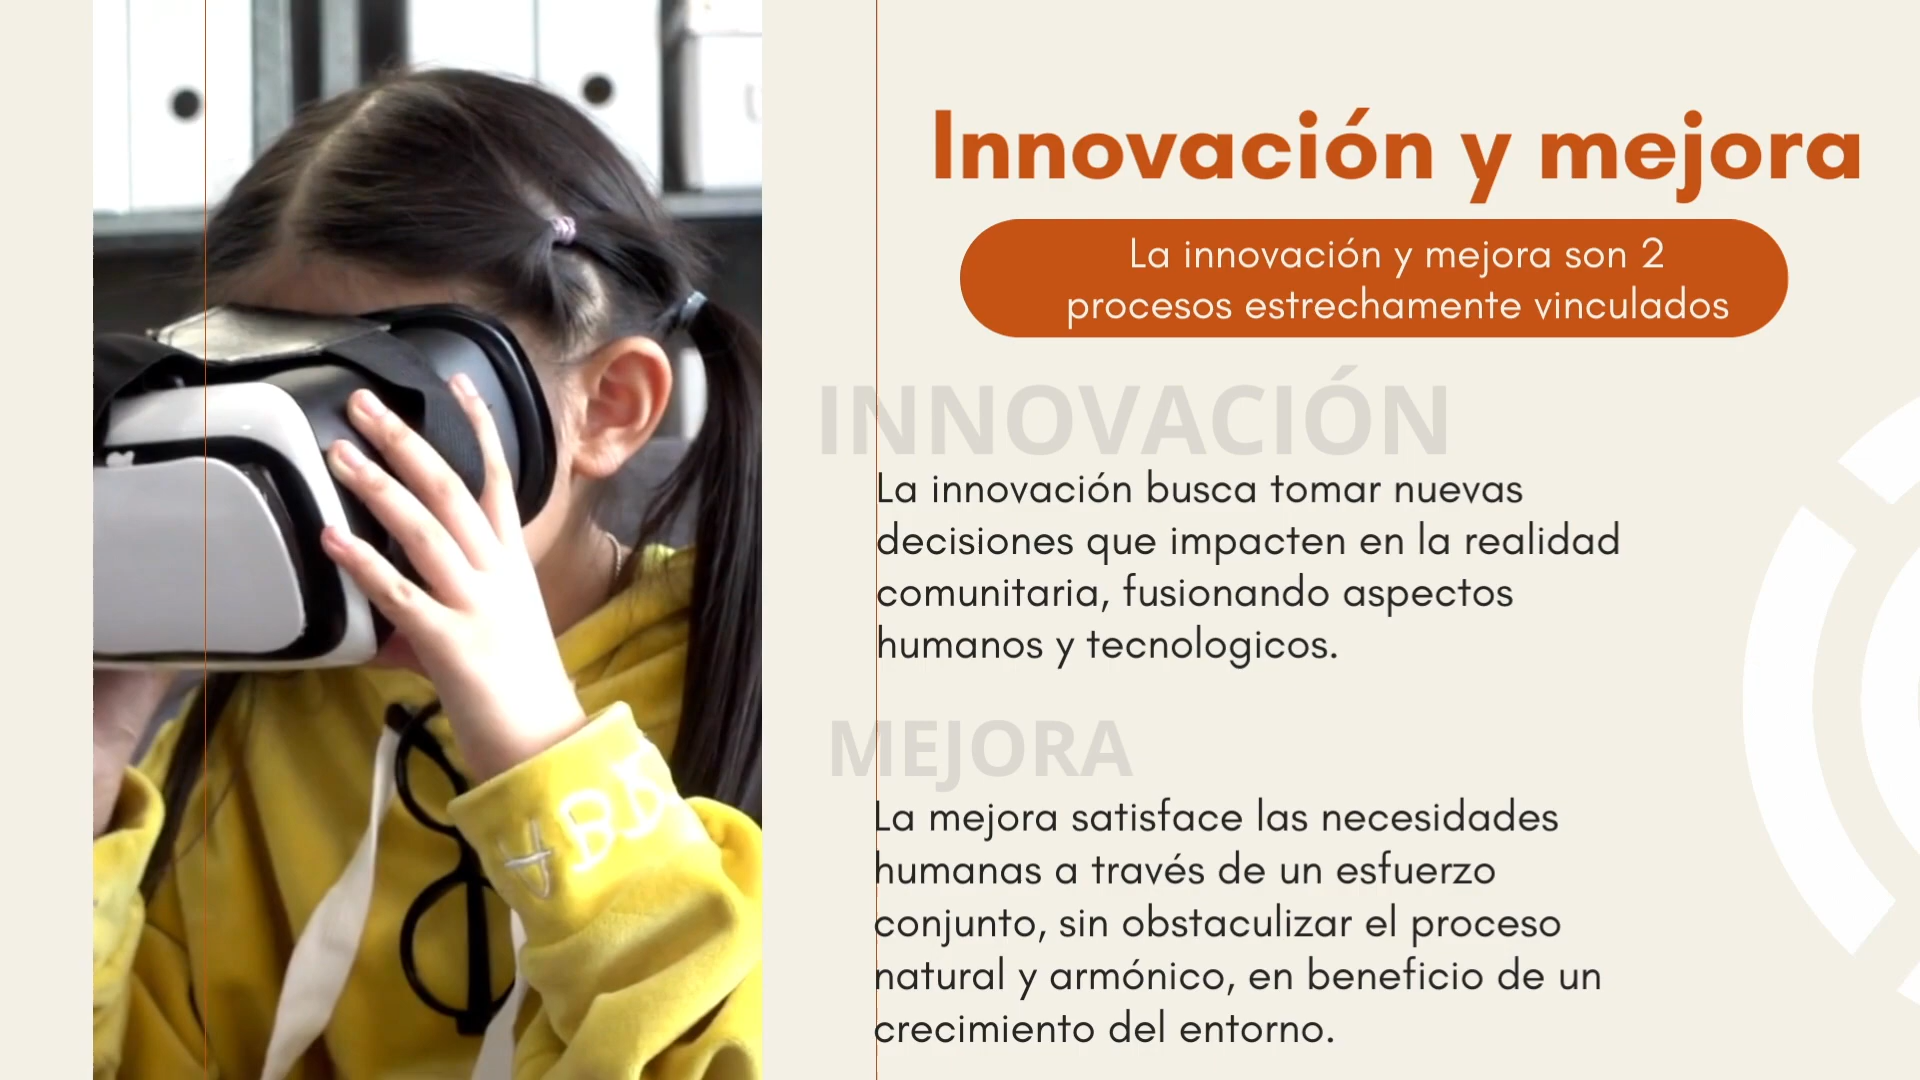 Innovación y mejora
La innovación y mejora son 2
procesos estrechamente vinculados
INNOVACIÓN
La innovación busca tomar nuevas
decisiones que impacten en la realidad
comunitaria, fusionando aspectos
humanos y tecnologicos.
MEJORA
La mejora satisface las necesidades
humanas a través de un esfuerzo
conjunto, sin obstaculizar el proceso
natural y armónico, en beneficio de un
crecimiento del entorno.